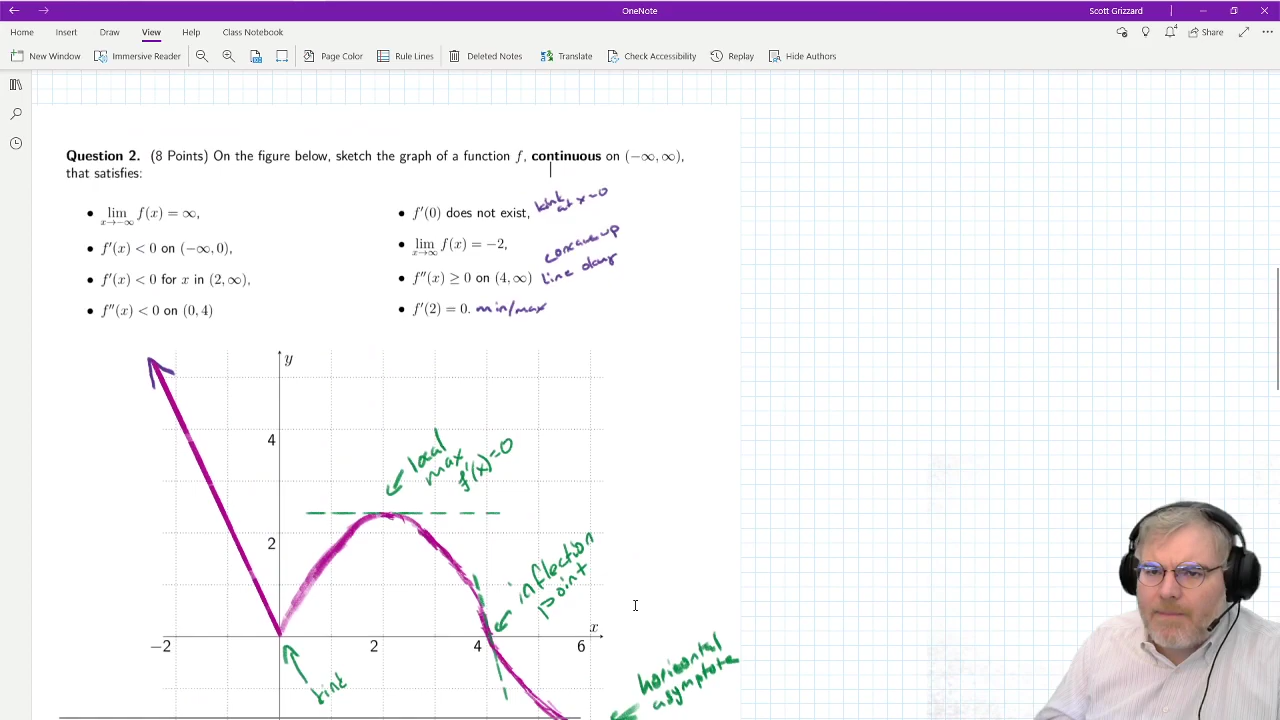 OneNote
Scott Grizzard
Home Insert Draw View Help Class Notebook
Share
New Window Immersive Reader Page Color Rule Lines Deleted Notes Translate Check Accessibility Replay Hide Authors
Question 2. (8 Points) On the figure below, sketch the graph of a function f, continuous on (−∞, ∞),
that satisfies:
• lim x→−∞ f(x) = ∞,
• f′(x) < 0 on (−∞, 0),
• f′(x) < 0 for x in (2, ∞),
• f″(x) < 0 on (0, 4)
• f′(0) does not exist, kink at x=0
• lim x→∞ f(x) = −2,
concave up
• f″(x) ≥ 0 on (4, ∞) line okay
• f′(2) = 0. min/max
y
4
local
max
f'(x)=0
2
inflection
point
x
−2 2 4 6
kink
horizontal
asymptote